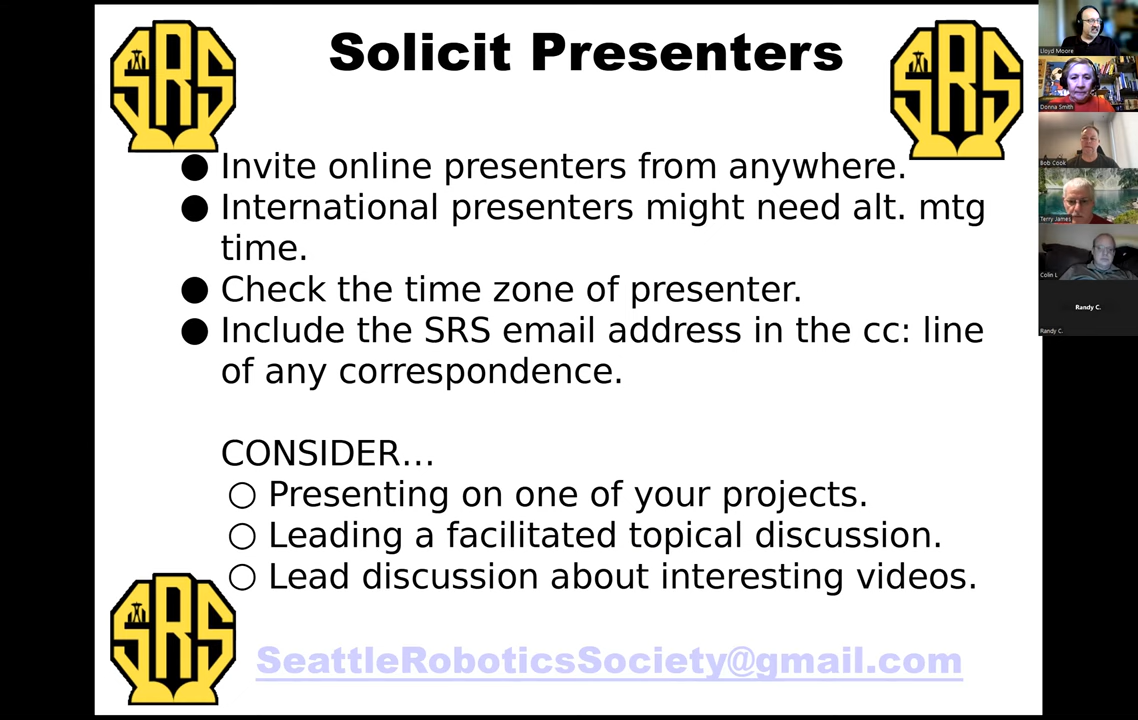 SRS
Solicit Presenters
SRS
● Invite online presenters from anywhere.
● International presenters might need alt. mtg
time.
● Check the time zone of presenter.
● Include the SRS email address in the cc: line
of any correspondence.
CONSIDER...
○ Presenting on one of your projects.
○ Leading a facilitated topical discussion.
○ Lead discussion about interesting videos.
SRS
SeattleRoboticsSociety@gmail.com
Lloyd Moore
Donna Smith
Bob Cook
Terry James
Colin L
Randy C.
Randy C.